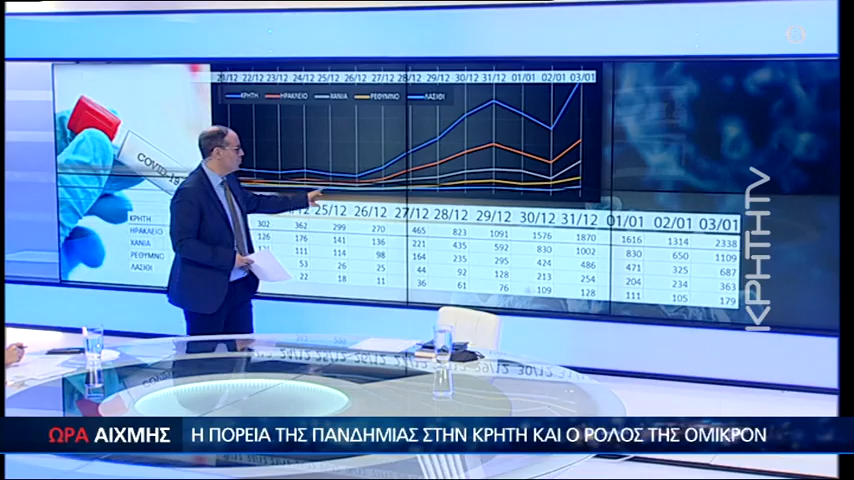 21/12 22/12 23/12 24/12 25/12 26/12 27/12 28/12 29/12 30/12 31/12 01/01 02/01 03/01
ΚΡΗΤΗ ΗΡΑΚΛΕΙΟ ΧΑΝΙΑ ΡΕΘΥΜΝΟ ΛΑΣΙΘΙ
COVID-19
25/12 26/12 27/12 28/12 29/12 30/12 31/12 01/01 02/01 03/01
ΚΡΗΤΗ 302 362 299 270 465 823 1091 1576 1870 1616 1314 2338
ΗΡΑΚΛΕΙΟ 126 176 141 136 221 435 592 830 1002 830 650 1109
ΧΑΝΙΑ 111 114 98 164 235 295 424 486 471 325 687
ΡΕΘΥΜΝΟ 53 26 25 44 92 128 213 254 204 234 363
ΛΑΣΙΘΙ 18 11 36 61 76 109 128 111 105 179
ΚΡΗΤΗTV
ΩΡΑ ΑΙΧΜΗΣ Η ΠΟΡΕΙΑ ΤΗΣ ΠΑΝΔΗΜΙΑΣ ΣΤΗΝ ΚΡΗΤΗ ΚΑΙ Ο ΡΟΛΟΣ ΤΗΣ ΟΜΙΚΡΟΝ